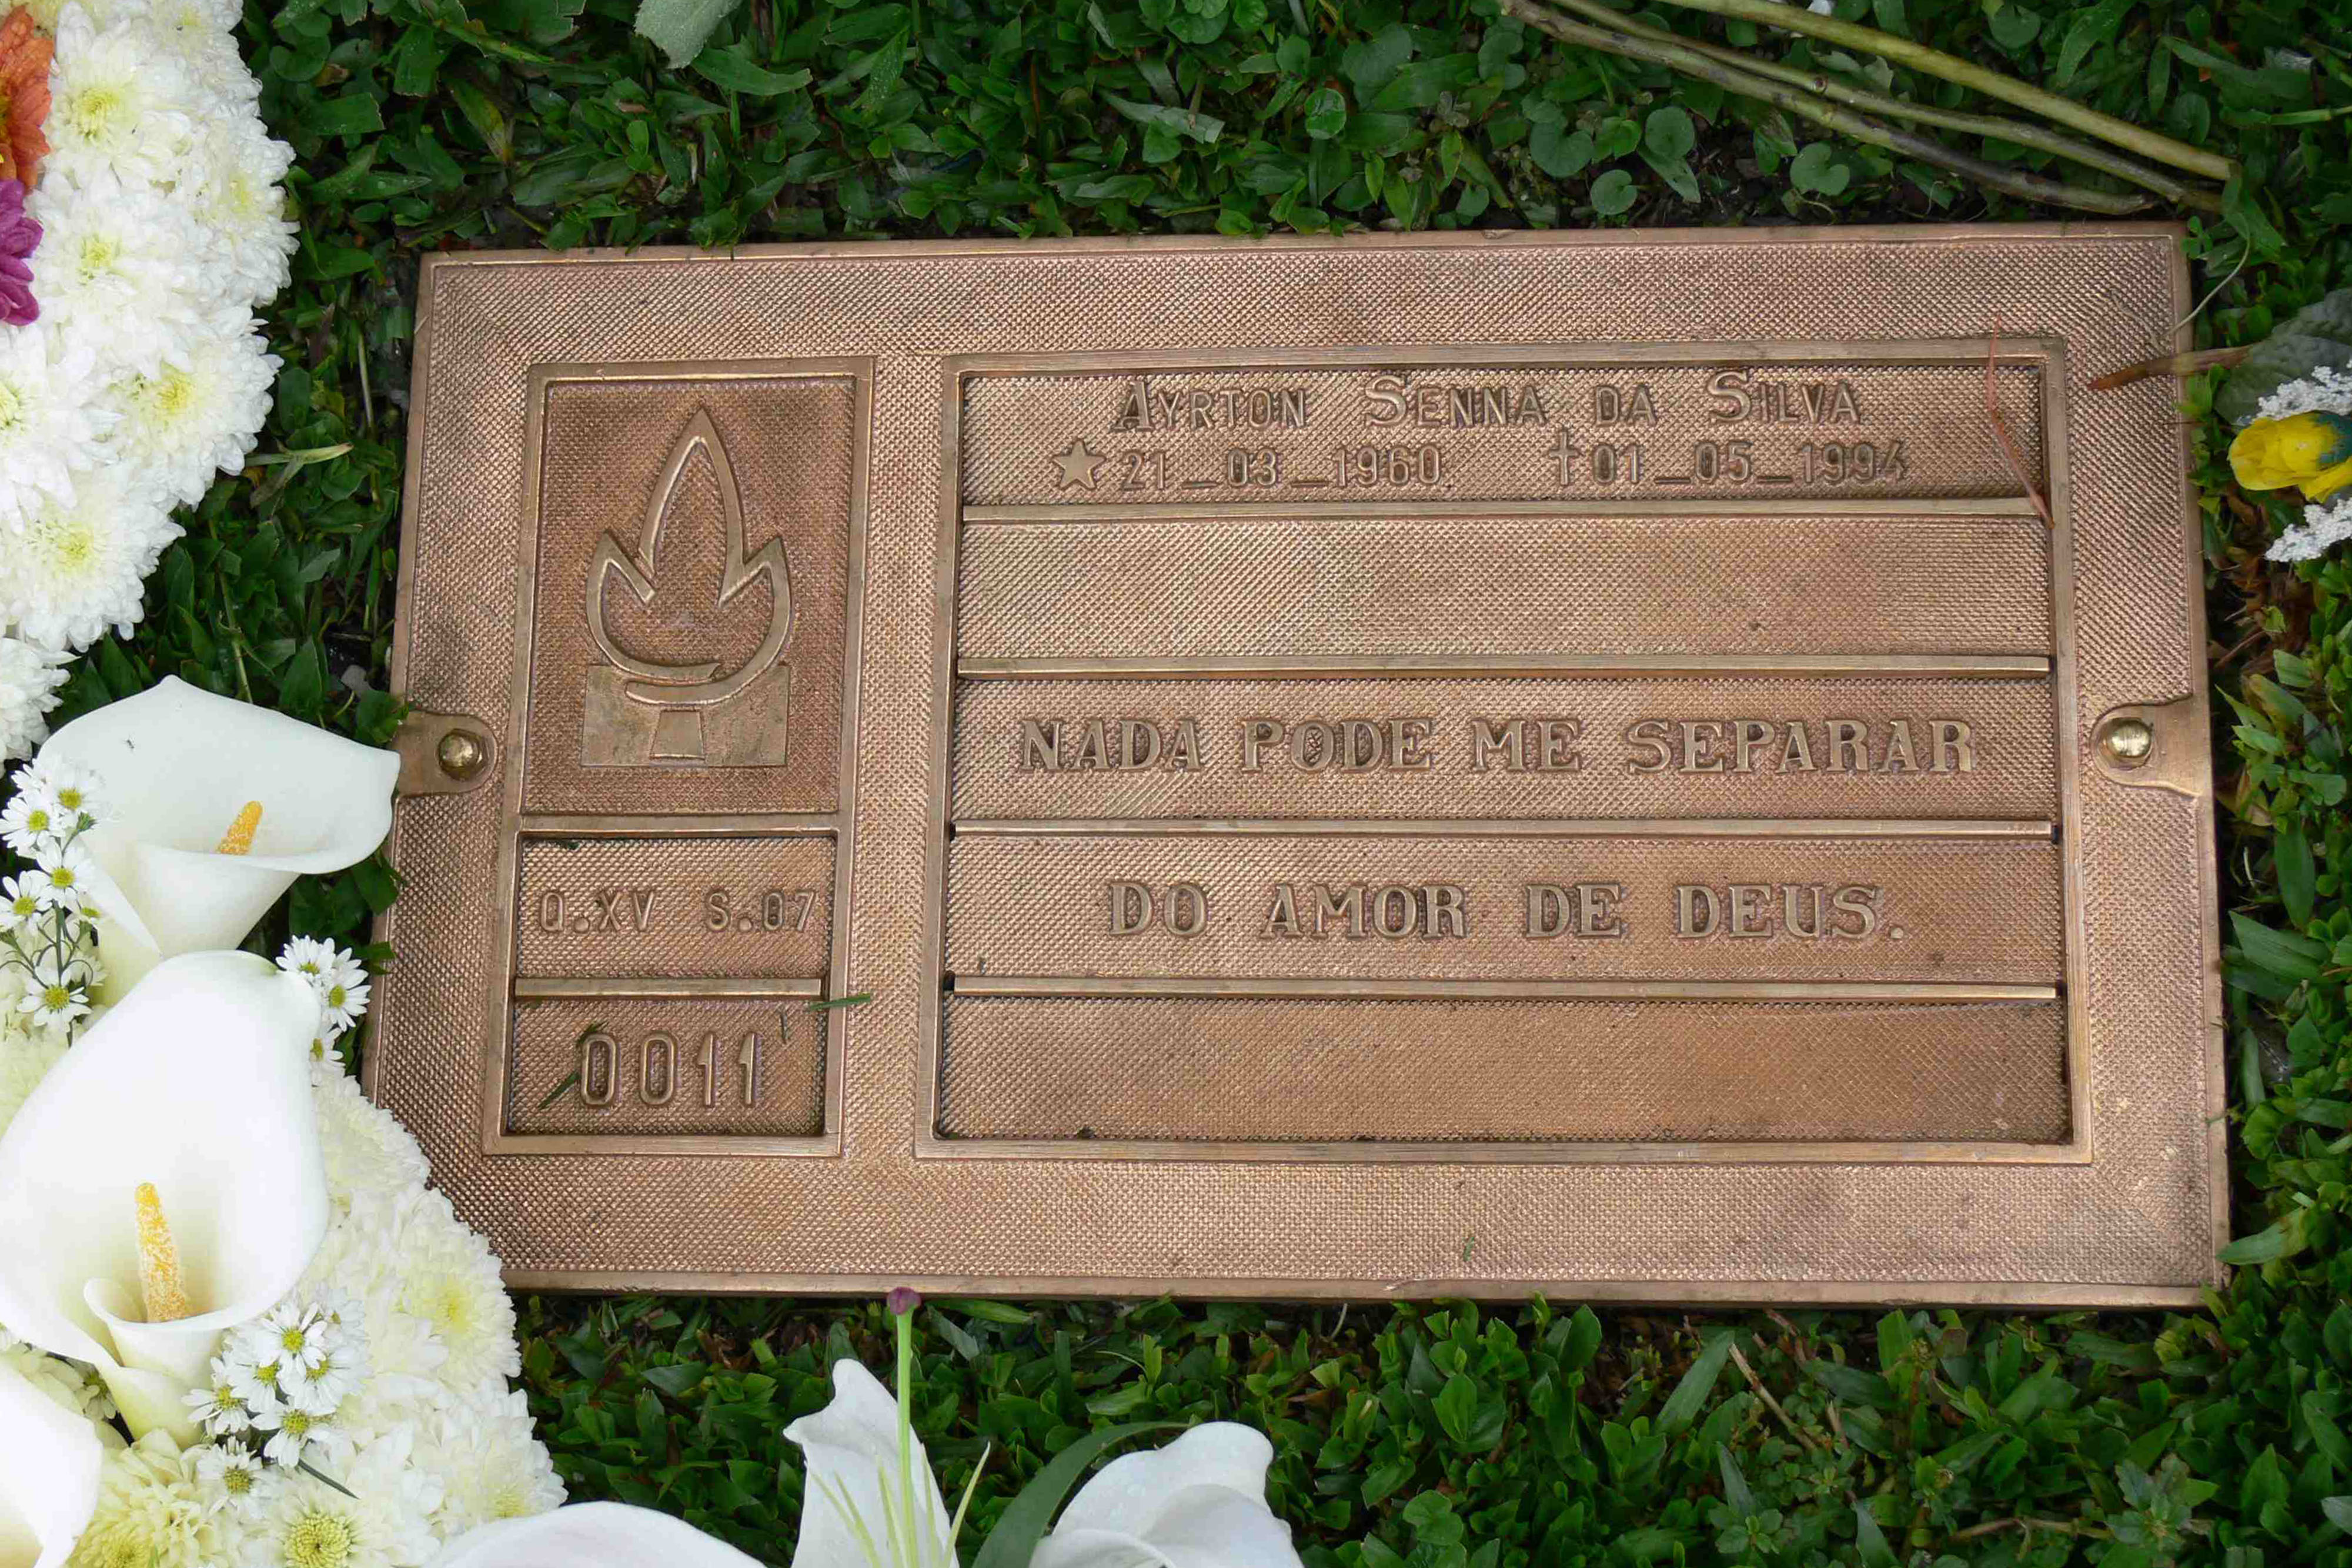 AYRTON SENNA DA SILVA
21_03_1960 †01_05_1994
NADA PODE ME SEPARAR
DO AMOR DE DEUS.
Q.XV S.07
0011